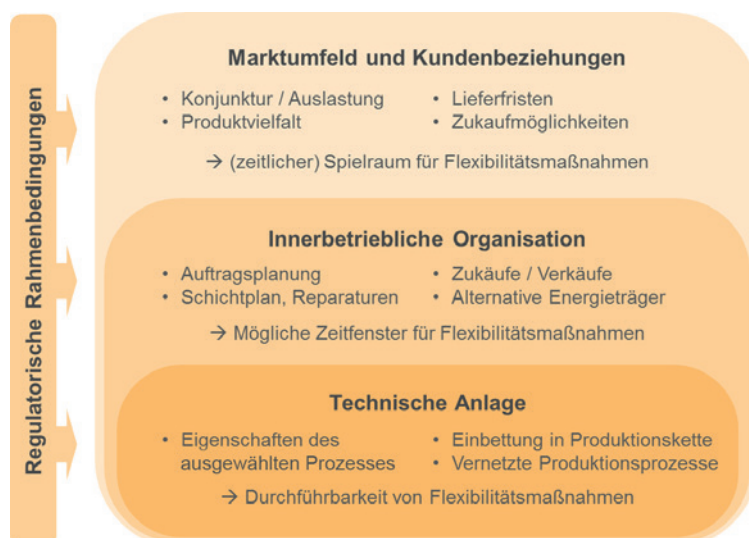 Regulatorische Rahmenbedingungen
Marktumfeld und Kundenbeziehungen
• Konjunktur / Auslastung
• Produktvielfalt
• Lieferfristen
• Zukaufmöglichkeiten
→ (zeitlicher) Spielraum für Flexibilitätsmaßnahmen
Innerbetriebliche Organisation
• Auftragsplanung
• Schichtplan, Reparaturen
• Zukäufe / Verkäufe
• Alternative Energieträger
→ Mögliche Zeitfenster für Flexibilitätsmaßnahmen
Technische Anlage
• Eigenschaften des
ausgewählten Prozesses
• Einbettung in Produktionskette
• Vernetzte Produktionsprozesse
→ Durchführbarkeit von Flexibilitätsmaßnahmen